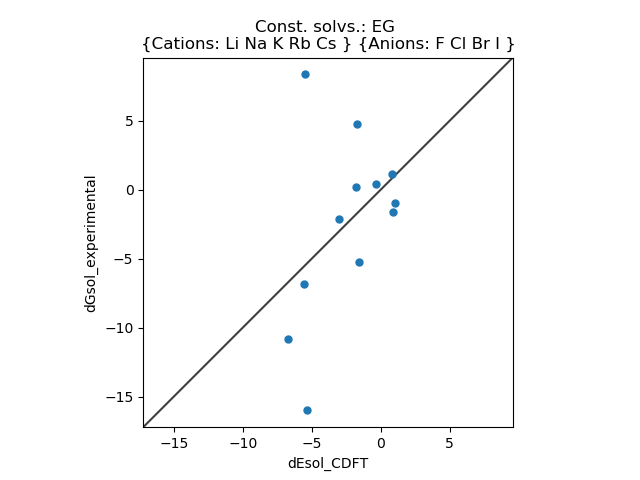 Const. solvs.: EG
{Cations: Li Na K Rb Cs } {Anions: F Cl Br I }
5
0
−5
−10
−15
dGsol_experimental
−15
−10
−5
0
5
dEsol_CDFT